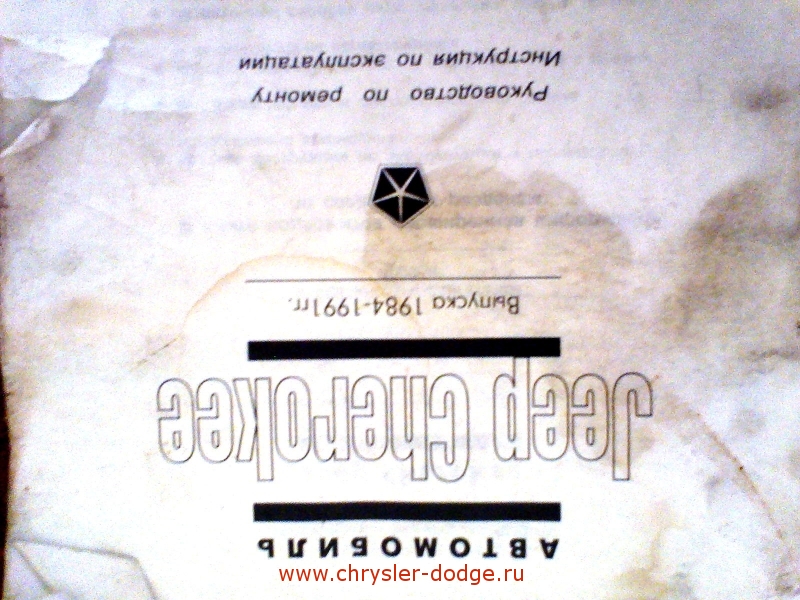 АВТОМОБИЛЬ
Jeep Cherokee
Выпуска 1984-1991гг.
Руководство по ремонту
Инструкция по эксплуатации
www.chrysler-dodge.ru